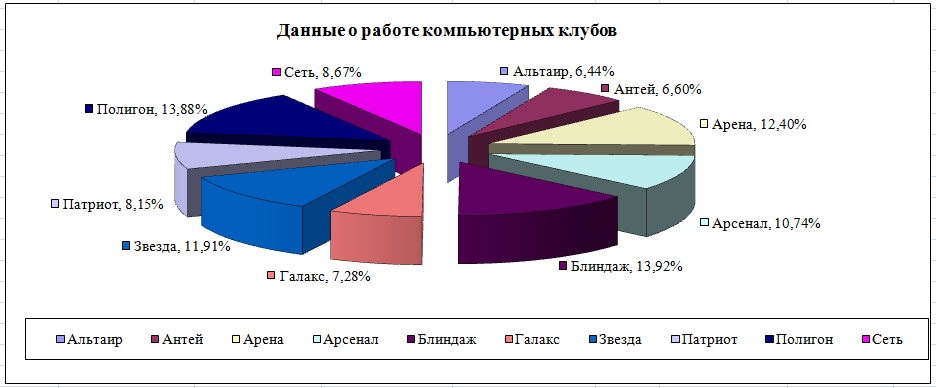 Данные о работе компьютерных клубов
Сеть, 8,67%
Альтаир, 6,44%
Антей, 6,60%
Полигон, 13,88%
Арена, 12,40%
Патриот, 8,15%
Арсенал, 10,74%
Звезда, 11,91%
Галакс, 7,28%
Блиндаж, 13,92%
Альтаир Антей Арена Арсенал Блиндаж Галакс Звезда Патриот Полигон Сеть